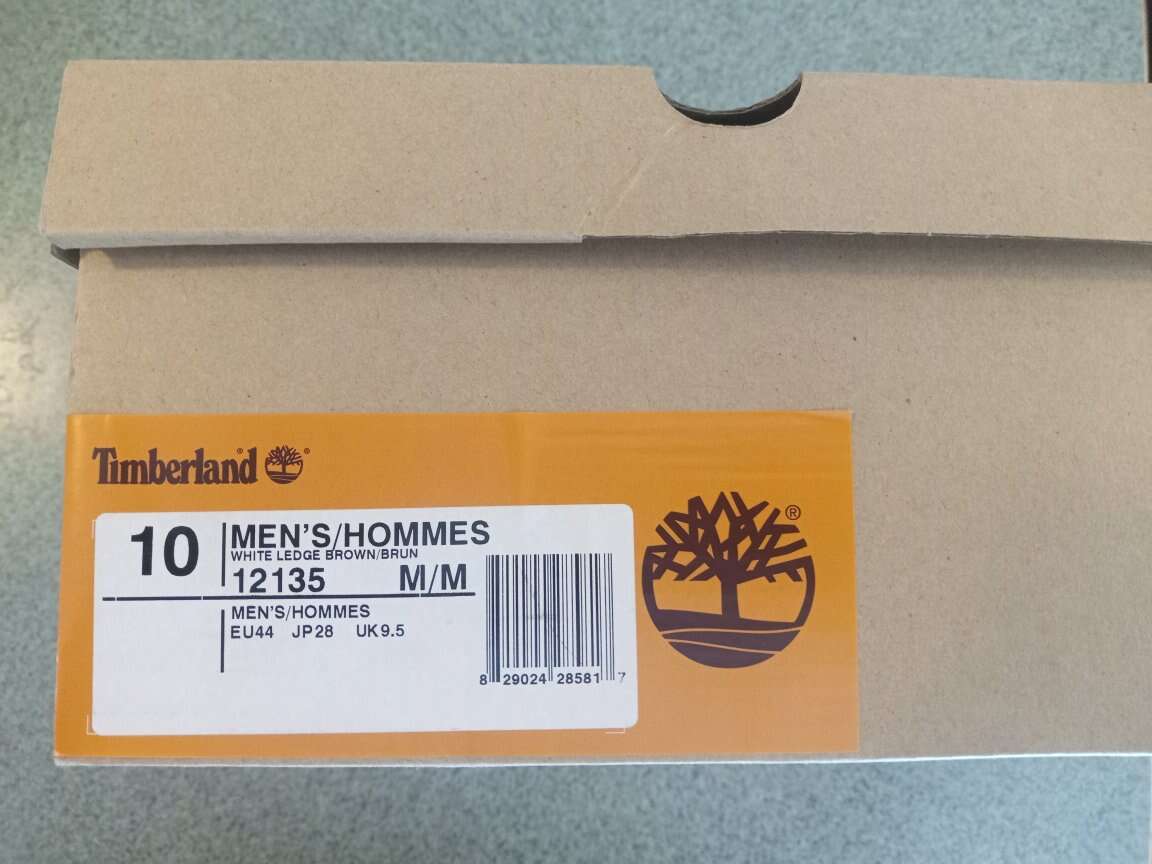 Timberland®
®
10
MEN'S/HOMMES
WHITE LEDGE BROWN/BRUN
12135 M/M
MEN'S/HOMMES
EU44 JP28 UK9.5
8 29024 28581 7
®